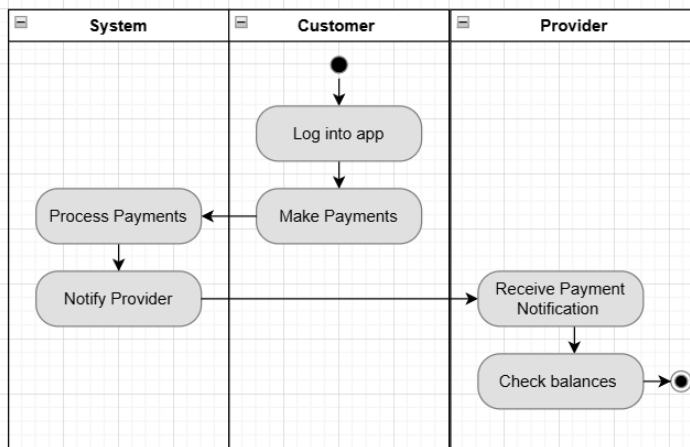 System
Customer
Provider
Log into app
Process Payments
Make Payments
Notify Provider
Receive Payment
Notification
Check balances